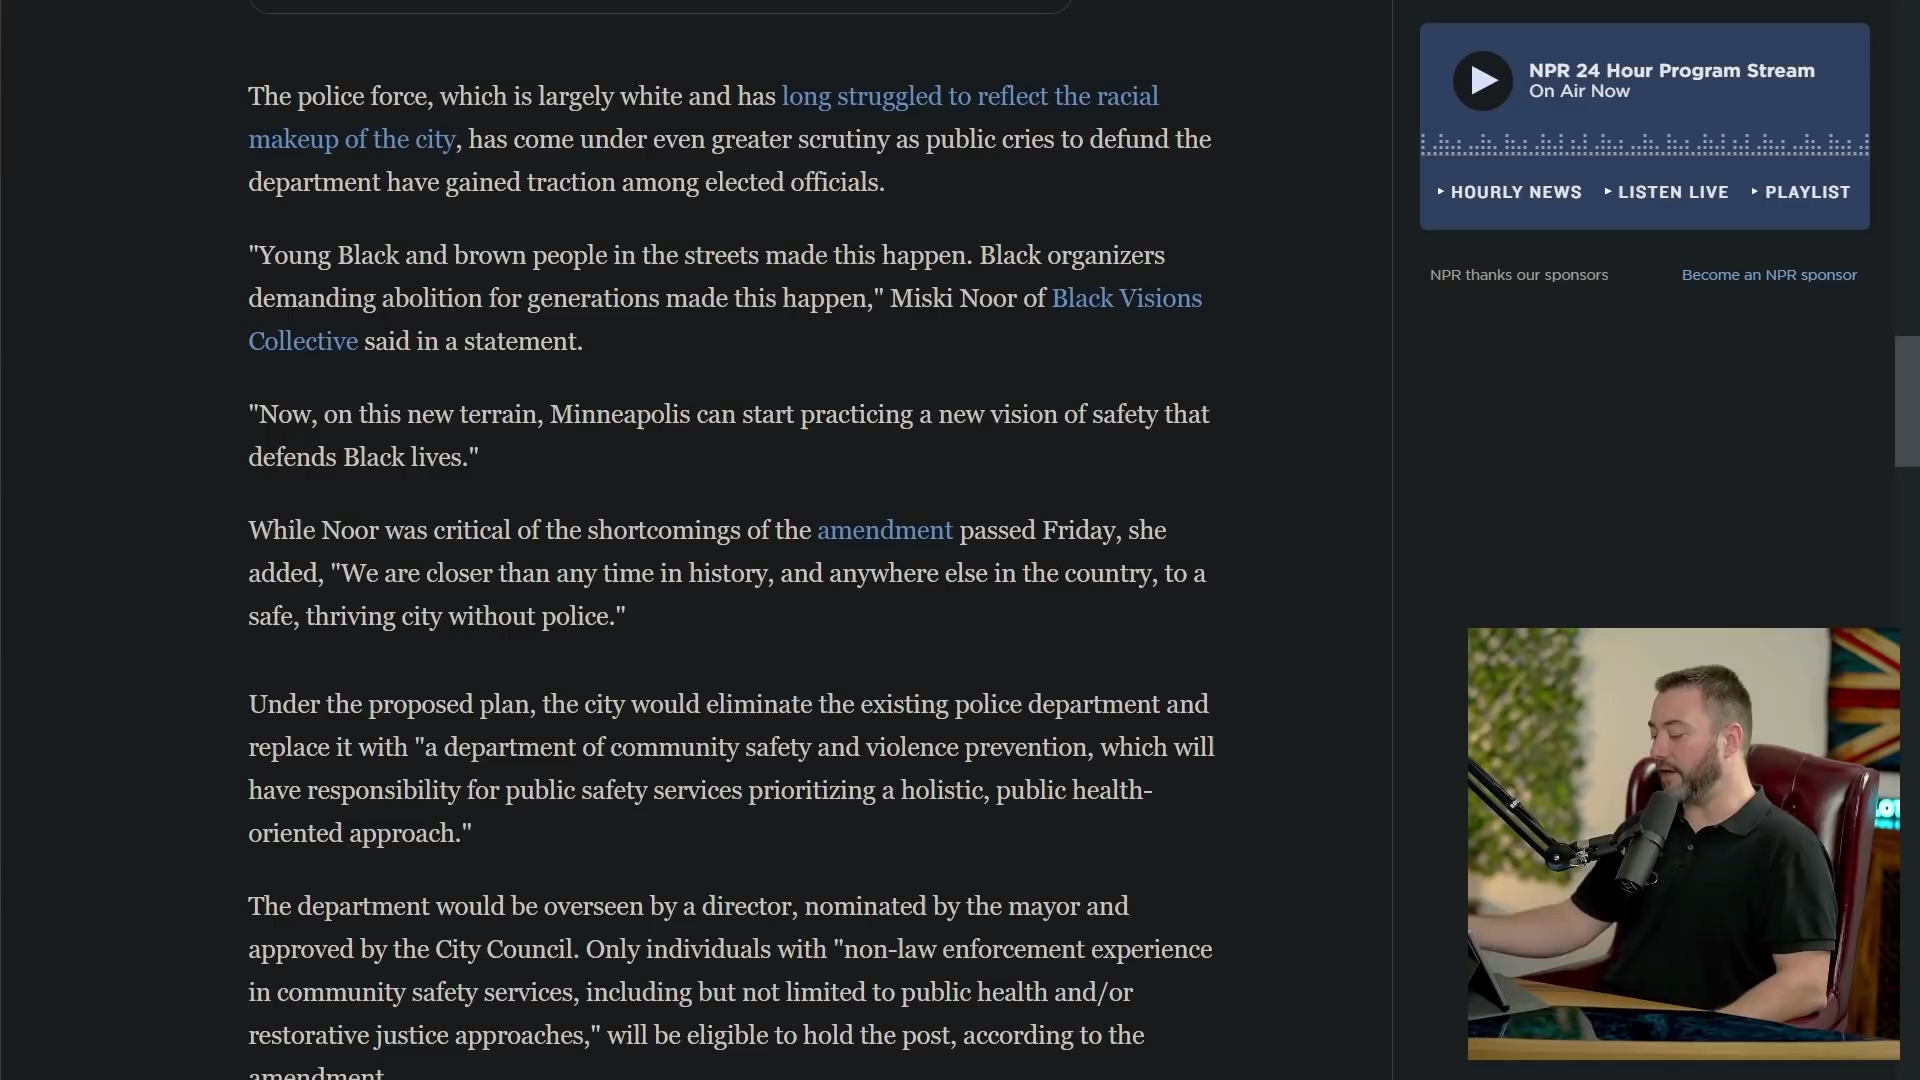 The police force, which is largely white and has long struggled to reflect the racial
makeup of the city, has come under even greater scrutiny as public cries to defund the
department have gained traction among elected officials.
"Young Black and brown people in the streets made this happen. Black organizers
demanding abolition for generations made this happen," Miski Noor of Black Visions
Collective said in a statement.
"Now, on this new terrain, Minneapolis can start practicing a new vision of safety that
defends Black lives."
While Noor was critical of the shortcomings of the amendment passed Friday, she
added, "We are closer than any time in history, and anywhere else in the country, to a
safe, thriving city without police."
Under the proposed plan, the city would eliminate the existing police department and
replace it with "a department of community safety and violence prevention, which will
have responsibility for public safety services prioritizing a holistic, public health-
oriented approach."
The department would be overseen by a director, nominated by the mayor and
approved by the City Council. Only individuals with "non-law enforcement experience
in community safety services, including but not limited to public health and/or
restorative justice approaches," will be eligible to hold the post, according to the
amendment.
NPR 24 Hour Program Stream
On Air Now
HOURLY NEWS
LISTEN LIVE
PLAYLIST
NPR thanks our sponsors
Become an NPR sponsor